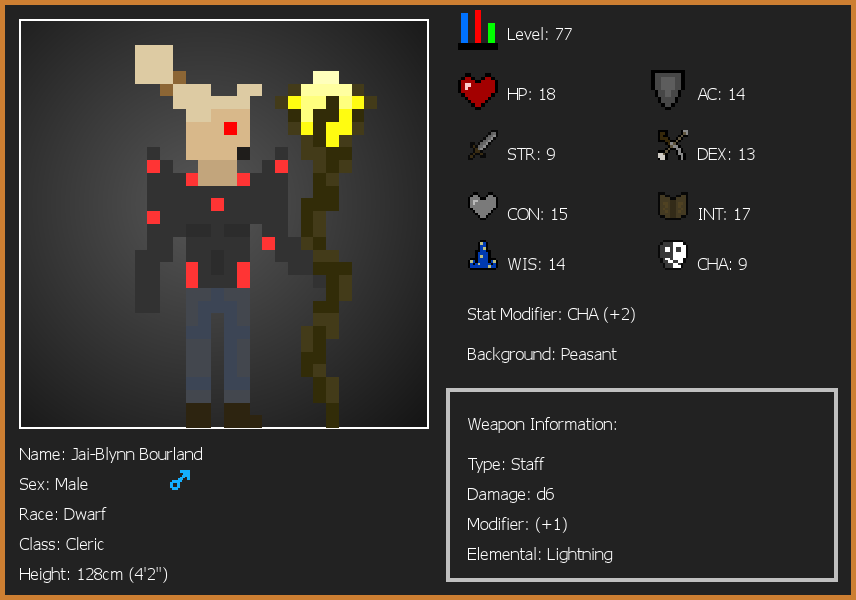 Level: 77
HP: 18
AC: 14
STR: 9
DEX: 13
CON: 15
INT: 17
WIS: 14
CHA: 9
Stat Modifier: CHA (+2)
Background: Peasant
Weapon Information:
Type: Staff
Damage: d6
Modifier: (+1)
Elemental: Lightning
Name: Jai-Blynn Bourland
Sex: Male
Race: Dwarf
Class: Cleric
Height: 128cm (4'2")